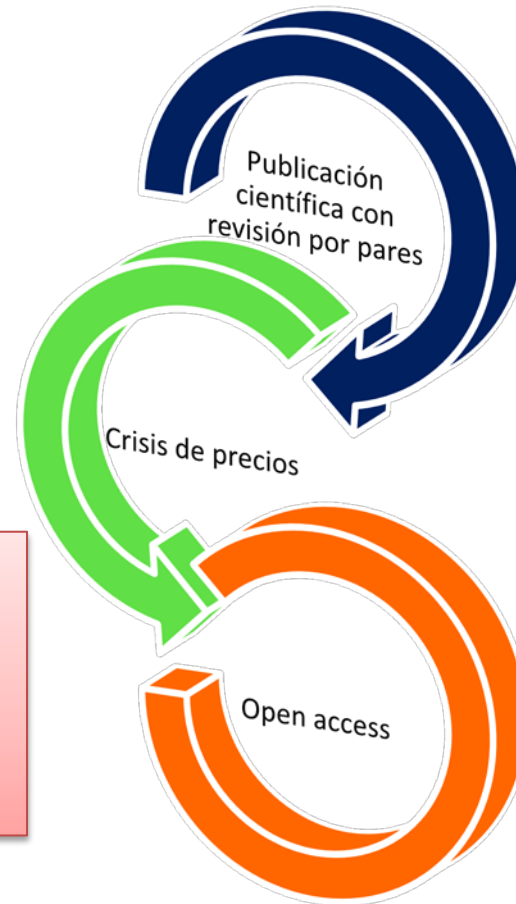 Publicación
científica con
revisión por pares
Crisis de precios
Open access